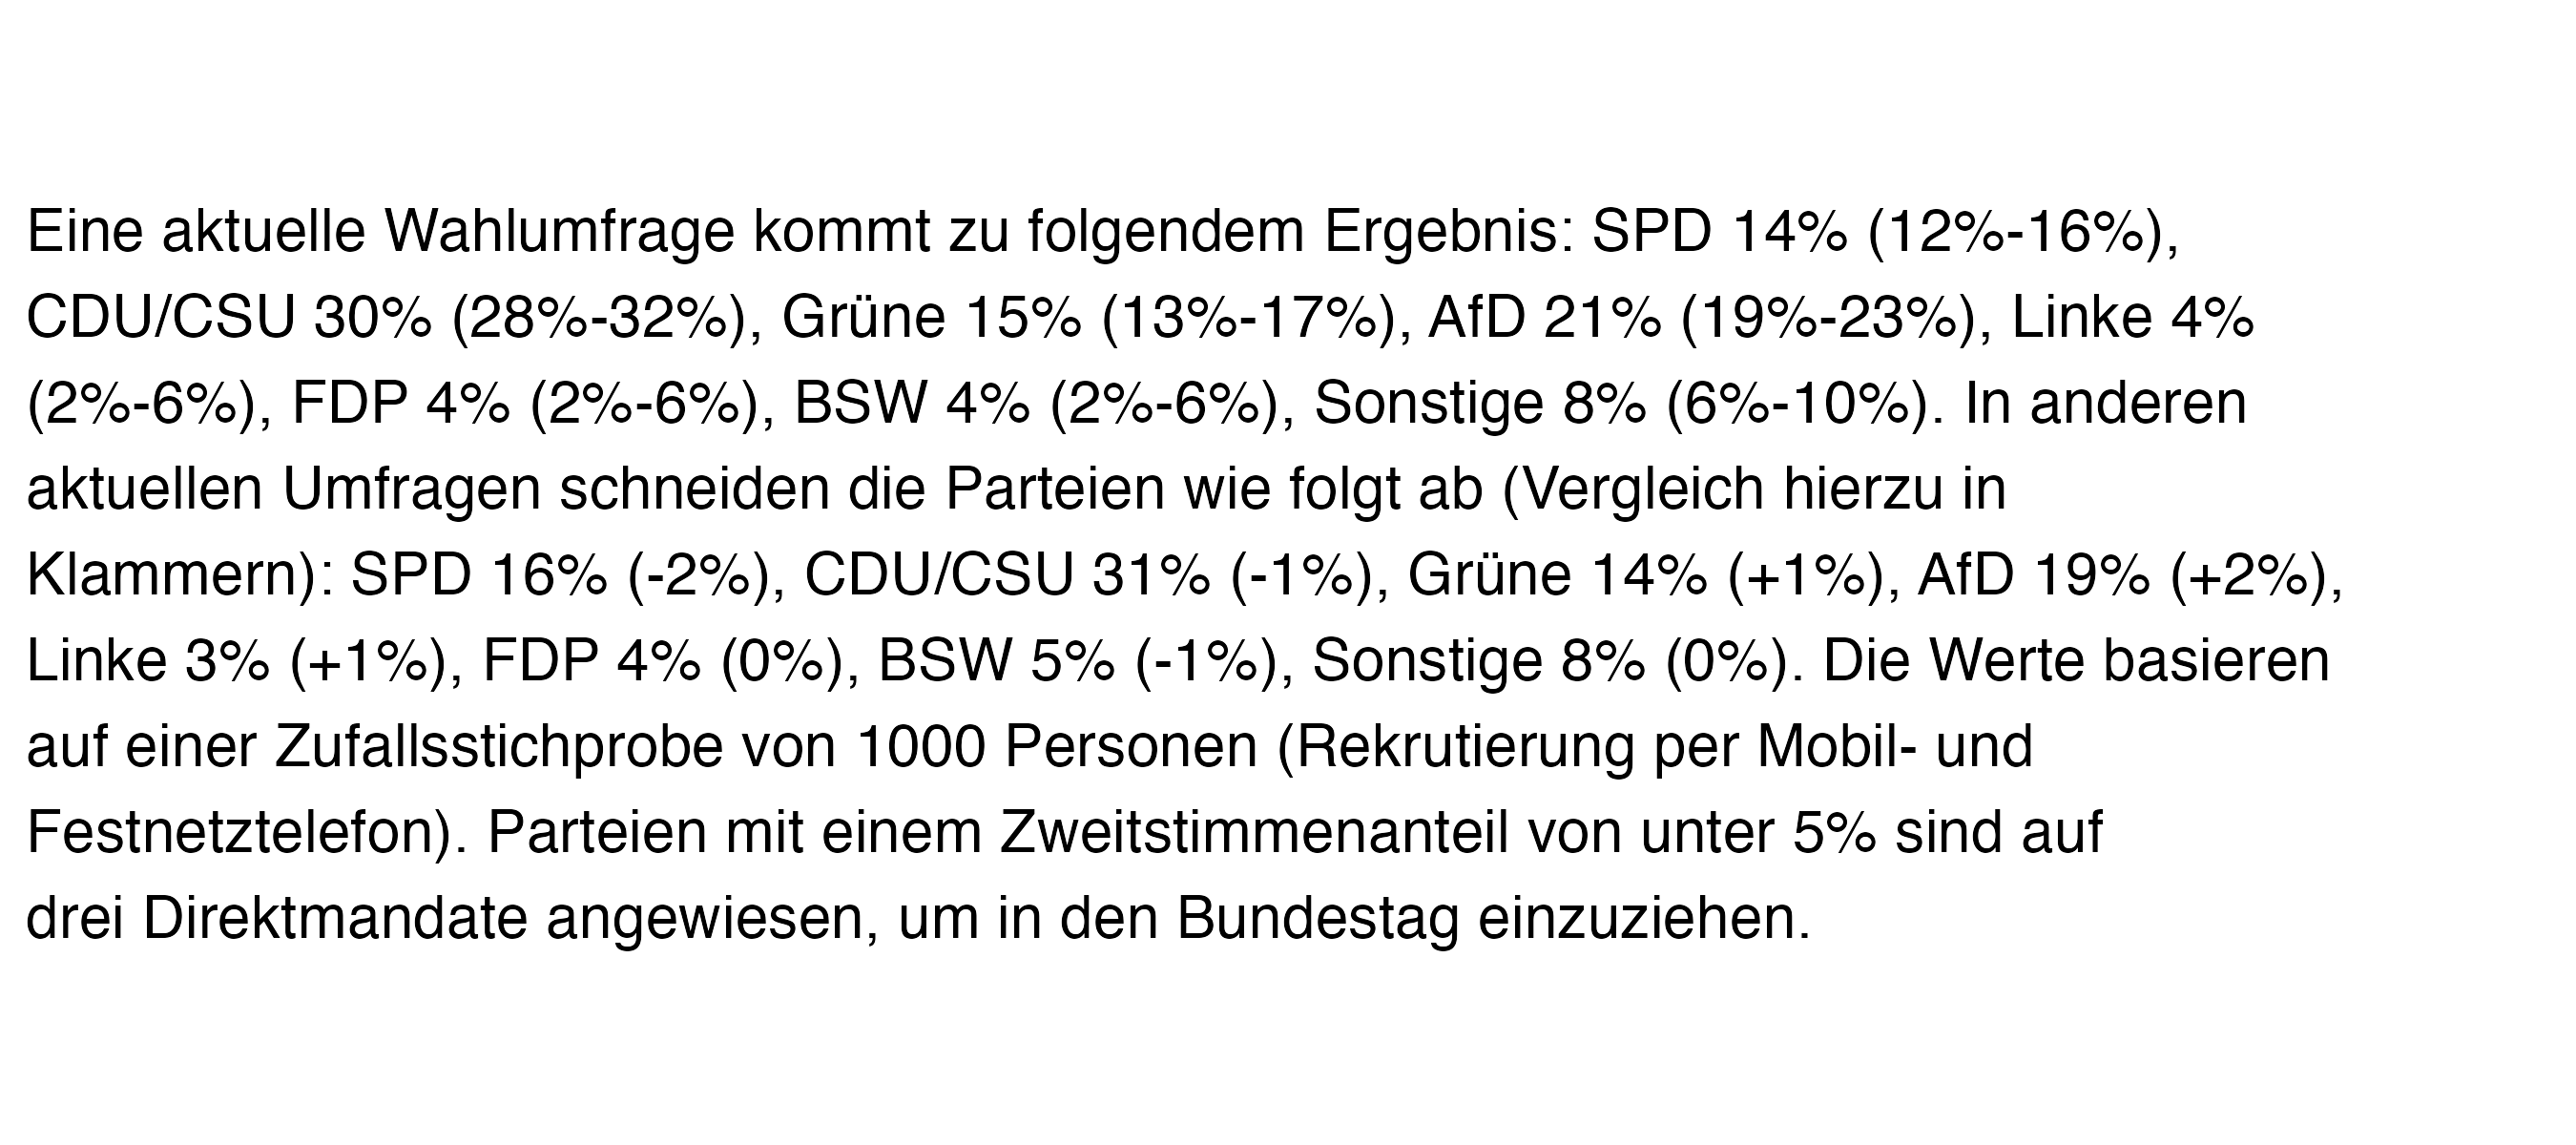 Eine aktuelle Wahlumfrage kommt zu folgendem Ergebnis: SPD 14% (12%-16%),
CDU/CSU 30% (28%-32%), Grüne 15% (13%-17%), AfD 21% (19%-23%), Linke 4%
(2%-6%), FDP 4% (2%-6%), BSW 4% (2%-6%), Sonstige 8% (6%-10%). In anderen
aktuellen Umfragen schneiden die Parteien wie folgt ab (Vergleich hierzu in
Klammern): SPD 16% (-2%), CDU/CSU 31% (-1%), Grüne 14% (+1%), AfD 19% (+2%),
Linke 3% (+1%), FDP 4% (0%), BSW 5% (-1%), Sonstige 8% (0%). Die Werte basieren
auf einer Zufallsstichprobe von 1000 Personen (Rekrutierung per Mobil- und
Festnetztelefon). Parteien mit einem Zweitstimmenanteil von unter 5% sind auf
drei Direktmandate angewiesen, um in den Bundestag einzuziehen.